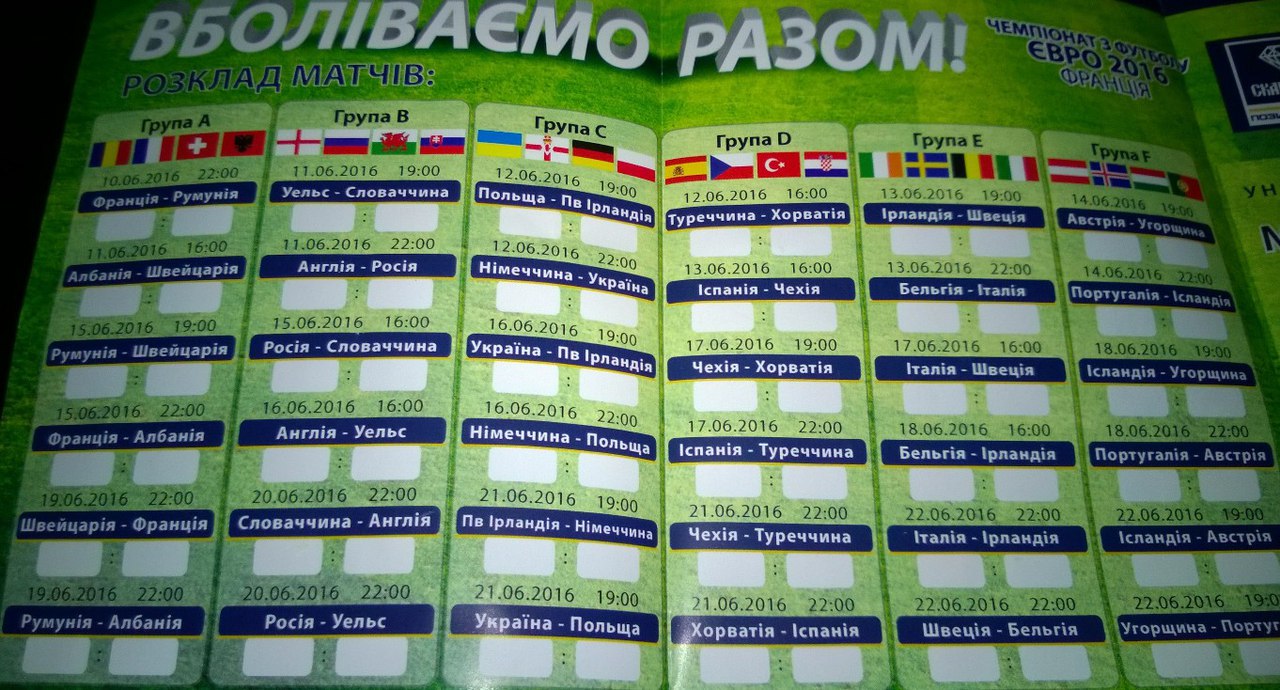 ВБОЛІВАЄМО РАЗОМ!
ЧЕМПІОНАТ З ФУТБОЛУ
ЄВРО 2016
ФРАНЦІЯ
РОЗКЛАД МАТЧІВ:
Група A
10.06.2016 22:00
Франція - Румунія
:
11.06.2016 16:00
Албанія - Швейцарія
:
15.06.2016 19:00
Румунія - Швейцарія
:
15.06.2016 22:00
Франція - Албанія
:
19.06.2016 22:00
Швейцарія - Франція
:
19.06.2016 22:00
Румунія - Албанія
:
Група B
11.06.2016 19:00
Уельс - Словаччина
:
11.06.2016 22:00
Англія - Росія
:
15.06.2016 16:00
Росія - Словаччина
:
16.06.2016 16:00
Англія - Уельс
:
20.06.2016 22:00
Словаччина - Англія
:
20.06.2016 22:00
Росія - Уельс
:
Група C
12.06.2016 19:00
Польща - Пв Ірландія
:
12.06.2016 22:00
Німеччина - Україна
:
16.06.2016 19:00
Україна - Пв Ірландія
:
16.06.2016 22:00
Німеччина - Польща
:
21.06.2016 19:00
Пв Ірландія - Німеччина
:
21.06.2016 19:00
Україна - Польща
:
Група D
12.06.2016 16:00
Туреччина - Хорватія
:
13.06.2016 16:00
Іспанія - Чехія
:
17.06.2016 19:00
Чехія - Хорватія
:
17.06.2016 22:00
Іспанія - Туреччина
:
21.06.2016 22:00
Чехія - Туреччина
:
21.06.2016 22:00
Хорватія - Іспанія
:
Група E
13.06.2016 19:00
Ірландія - Швеція
:
13.06.2016 22:00
Бельгія - Італія
:
17.06.2016 16:00
Італія - Швеція
:
18.06.2016 16:00
Бельгія - Ірландія
:
22.06.2016 22:00
Італія - Ірландія
:
22.06.2016 22:00
Швеція - Бельгія
:
Група F
14.06.2016 19:00
Австрія - Угорщина
:
14.06.2016 22:00
Португалія - Ісландія
:
18.06.2016 19:00
Ісландія - Угорщина
:
18.06.2016 22:00
Португалія - Австрія
:
22.06.2016 19:00
Ісландія - Австрія
:
22.06.2016 19:0
Угорщина - Португ
:
У Н